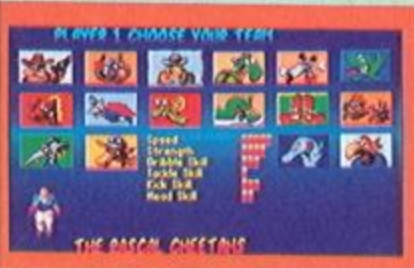 PLAYER 1 CHOOSE YOUR TEAM
Speed
Strength
Dribble Skill
Tackle Skill
Kick Skill
Head Skill
THE RASCAL CHEETAHS